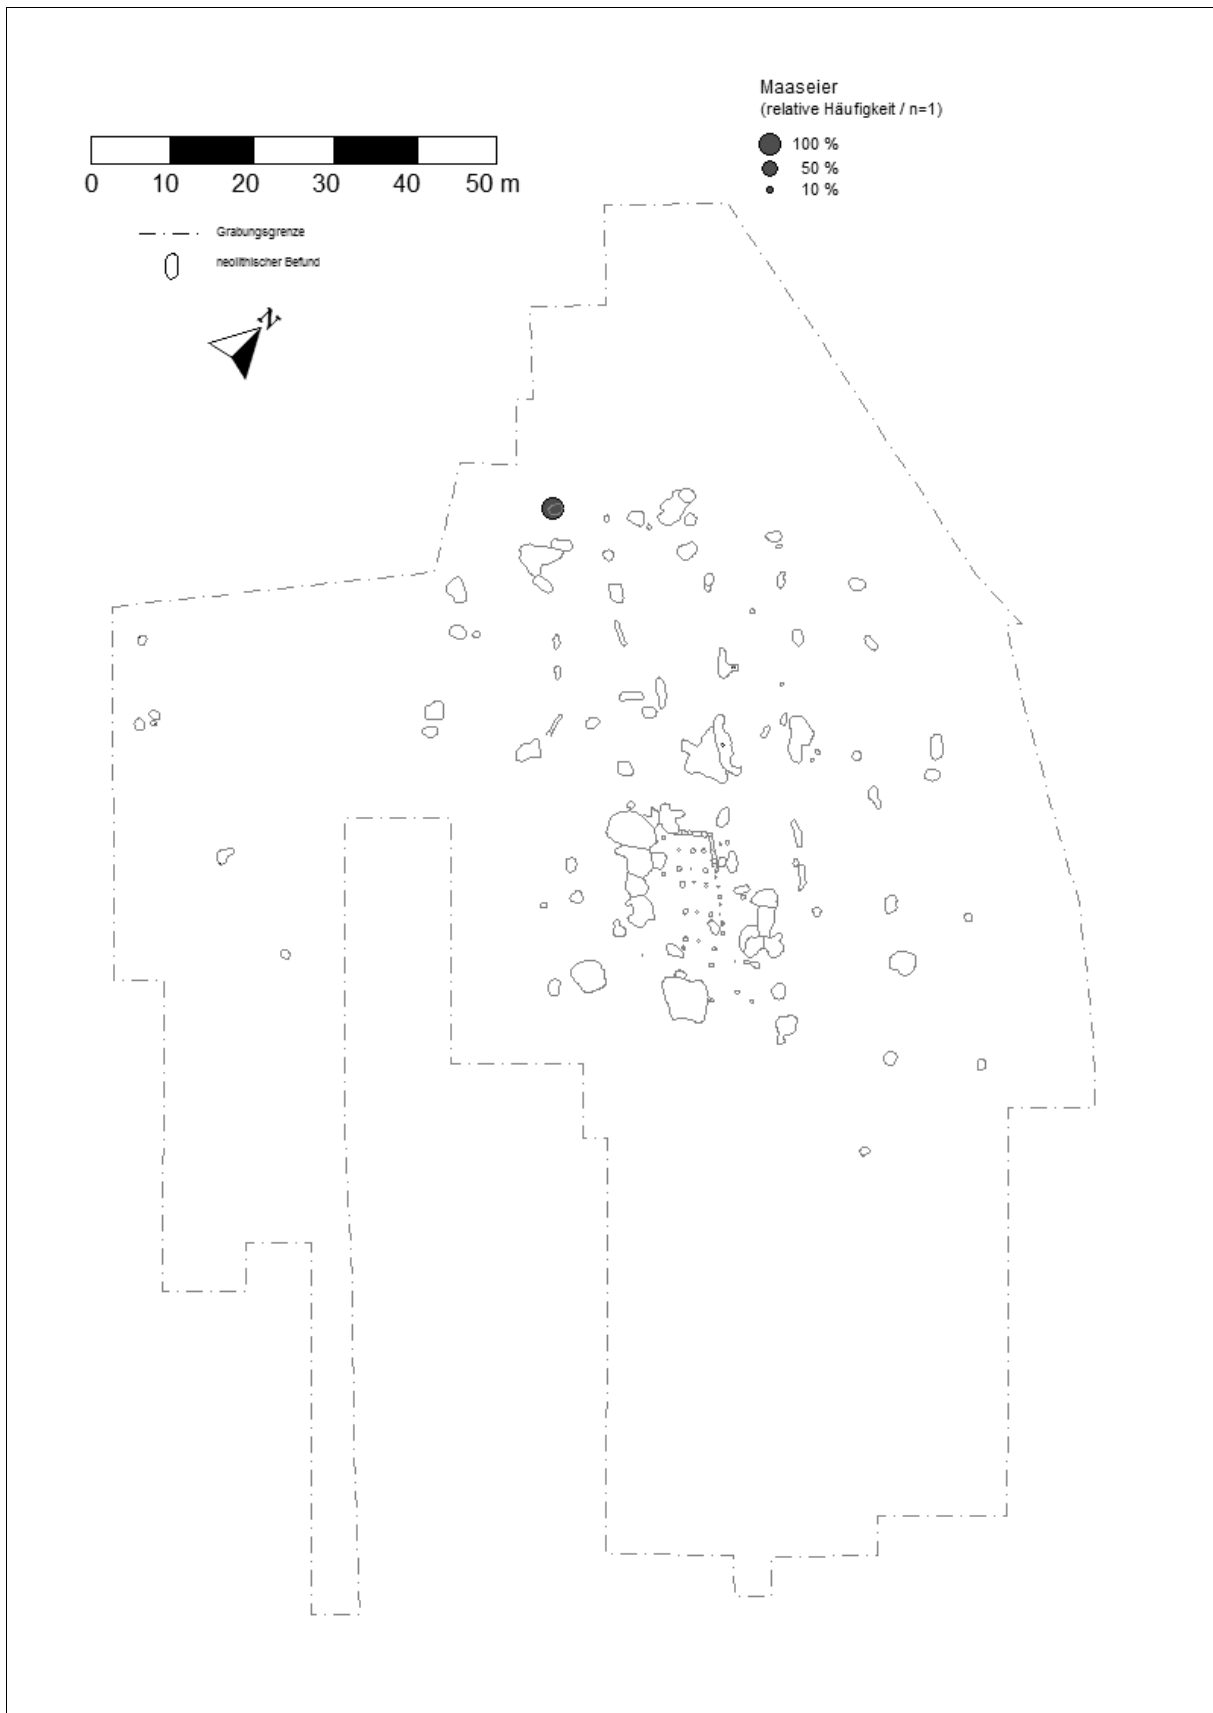 Maaseier
(relative Häufigkeit / n=1)
100 %
50 %
10 %
0 10 20 30 40 50 m
Grabungsgrenze
neolithischer Befund
N